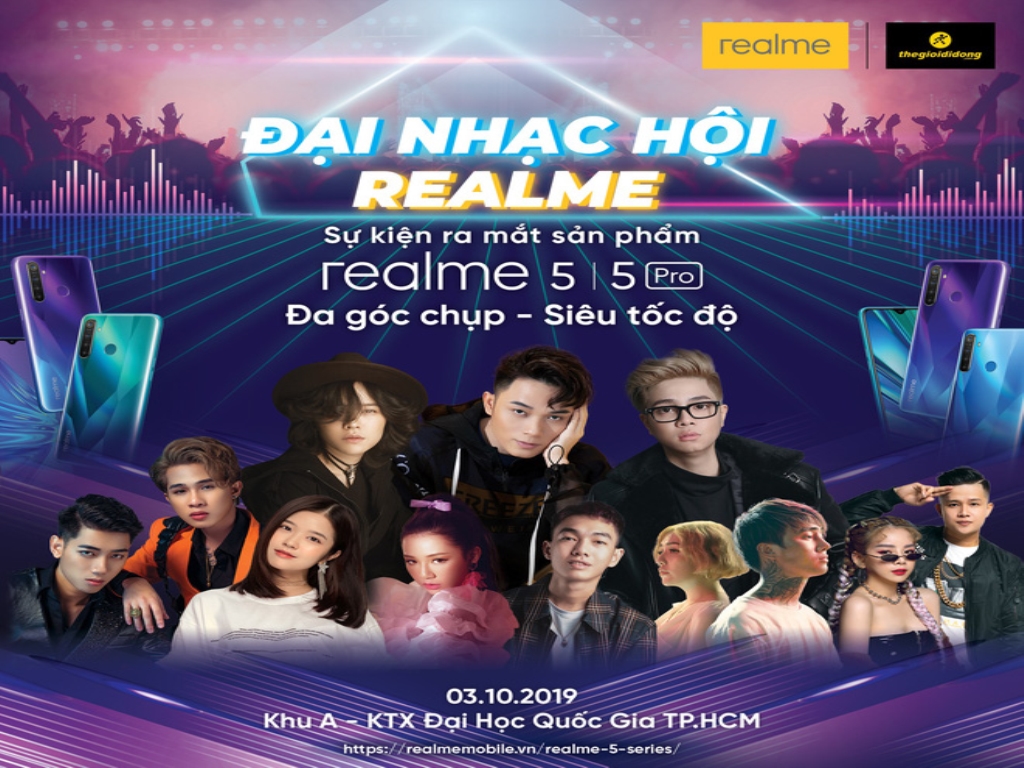 realme
thegioididong
ĐẠI NHẠC HỘI
REALME
Sự kiện ra mắt sản phẩm
realme 5 | 5 Pro
Đa góc chụp - Siêu tốc độ
FREEZE
03.10.2019
Khu A - KTX Đại Học Quốc Gia TP.HCM
https://realmemobile.vn/realme-5-series/